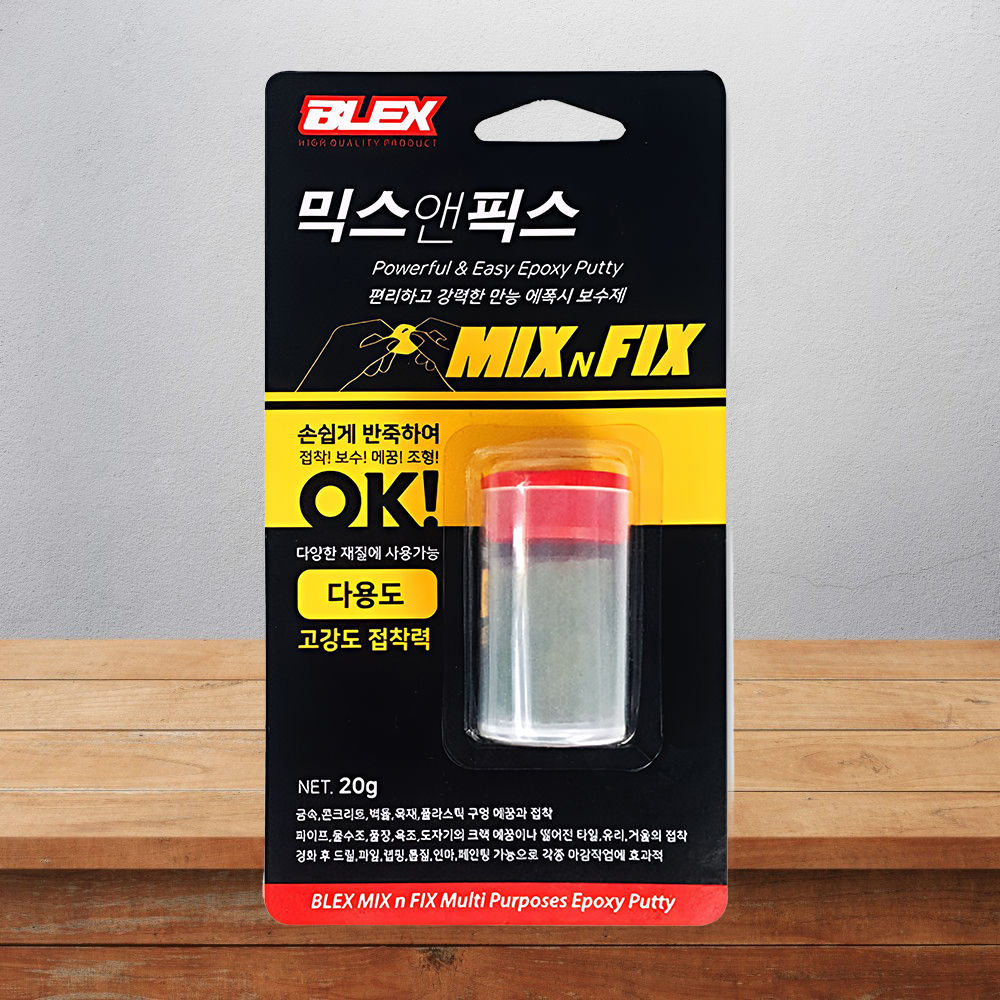 BLEX
HIGH QUALITY PRODUCT
믹스앤픽스
Powerful & Easy Epoxy Putty
편리하고 강력한 만능 에폭시 보수제
MIX N FIX
손쉽게 반죽하여
접착! 보수! 메꿈! 조형!
OK!
다양한 재질에 사용가능
다용도
고강도 접착력
NET. 20g
금속,콘크리트,벽돌,목재,플라스틱 구멍 메꿈과 접착
파이프,물수조,욕조,도자기의 크랙 메꿈이나 떨어진 타일,유리,거울의 접착
경화 후 드릴,파일,탭핑,톱질,연마,페인팅 가능으로 각종 마감작업에 효과적
BLEX MIX n FIX Multi Purposes Epoxy Putty